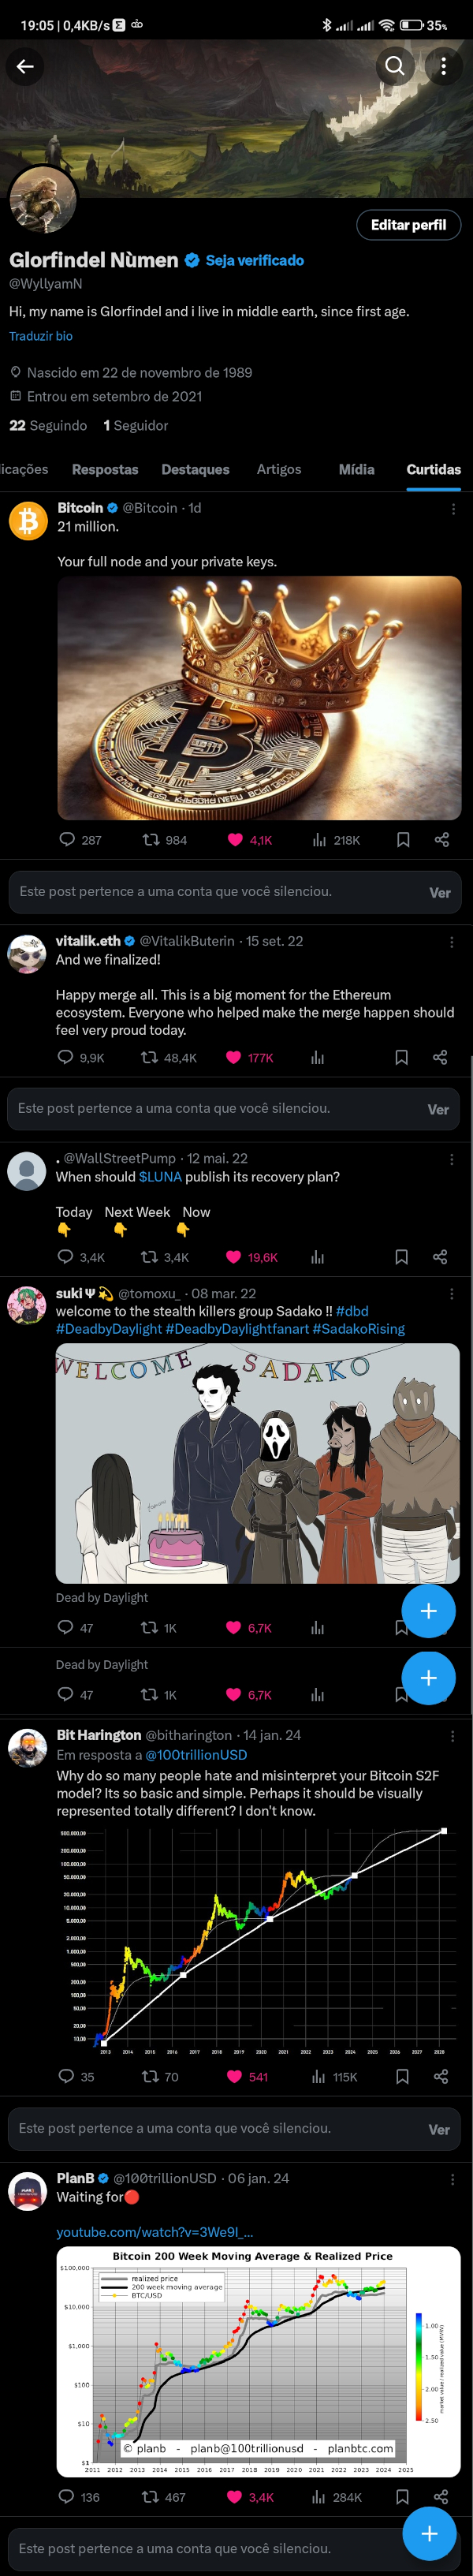 19:05 | 0,4KB/s
35%
Editar perfil
Glorfindel Nùmen Seja verificado
@WyllyamN
Hi, my name is Glorfindel and i live in middle earth, since first age.
Traduzir bio
Nascido em 22 de novembro de 1989
Entrou em setembro de 2021
22 Seguindo 1 Seguidor
icações Respostas Destaques Artigos Mídia Curtidas
Bitcoin @Bitcoin · 1d
21 million.
Your full node and your private keys.
287 984 4,1K 218K
Este post pertence a uma conta que você silenciou. Ver
vitalik.eth @VitalikButerin · 15 set. 22
And we finalized!
Happy merge all. This is a big moment for the Ethereum
ecosystem. Everyone who helped make the merge happen should
feel very proud today.
9,9K 48,4K 177K
Este post pertence a uma conta que você silenciou. Ver
. @WallStreetPump · 12 mai. 22
When should $LUNA publish its recovery plan?
Today Next Week Now
👇 👇 👇
3,4K 3,4K 19,6K
suki Ψ 💫 @tomoxu_ · 08 mar. 22
welcome to the stealth killers group Sadako !! #dbd
#DeadbyDaylight #DeadbyDaylightfanart #SadakoRising
WELCOME SADAKO
Dead by Daylight
47 1K 6,7K
Dead by Daylight
47 1K 6,7K
Bit Harington @bitharington · 14 jan. 24
Em resposta a @100trillionUSD
Why do so many people hate and misinterpret your Bitcoin S2F
model? Its so basic and simple. Perhaps it should be visually
represented totally different? I don't know.
500.000,00
200.000,00
100.000,00
50.000,00
20.000,00
10.000,00
5.000,00
2.000,00
1.000,00
500,00
200,00
100,00
50,00
20,00
10,00
2013 2014 2015 2016 2017 2018 2019 2020 2021 2022 2023 2024 2025 2026 2027 2028
35 70 541 115K
Este post pertence a uma conta que você silenciou. Ver
PlanB @100trillionUSD · 06 jan. 24
Waiting for🔴
youtube.com/watch?v=3We9l_...
Bitcoin 200 Week Moving Average & Realized Price
$100,000
realized price
200 week moving average
BTC/USD
$10,000
$1,000
$100
$10
$1
1.00
1.50
2.00
2.50
market value / realized value (MVRV)
© planb - planb@100trillionusd - planbtc.com
2011 2012 2013 2014 2015 2016 2017 2018 2019 2020 2021 2022 2023 2024 2025
136 467 3,4K 284K
Este post pertence a uma conta que você silenciou.